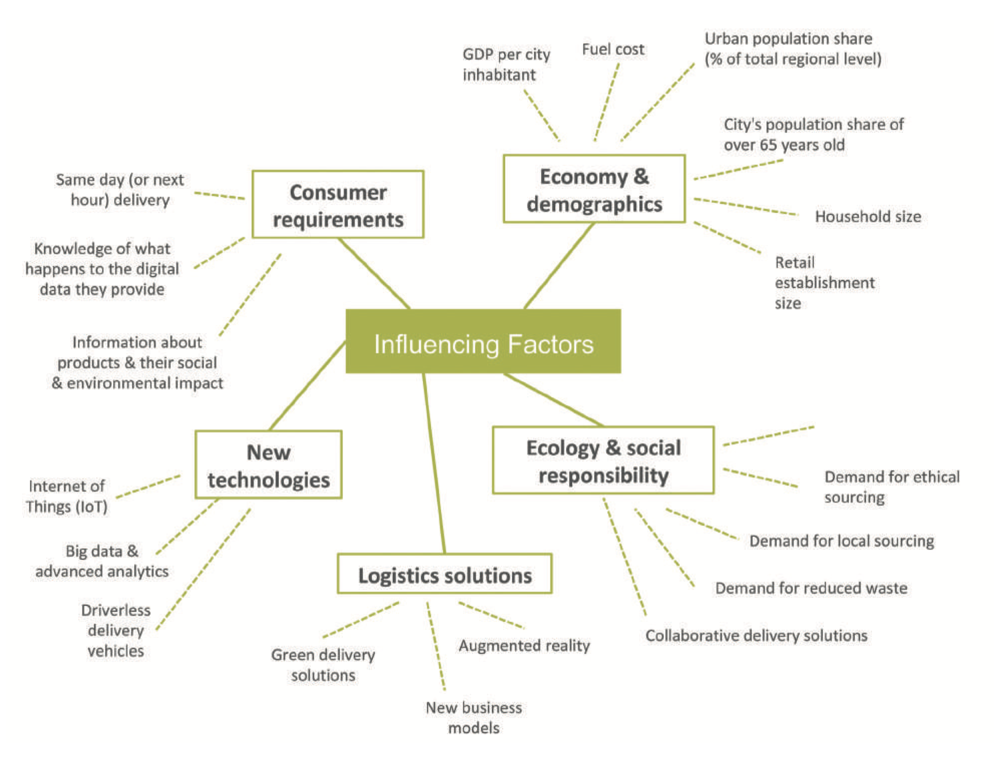 GDP per city
inhabitant
Fuel cost
Urban population share
(% of total regional level)
City's population share of
over 65 years old
Economy &
demographics
Household size
Retail
establishment
size
Same day (or next
hour) delivery
Consumer
requirements
Knowledge of what
happens to the digital
data they provide
Information about
products & their social
& environmental impact
Influencing Factors
New
technologies
Internet of
Things (IoT)
Big data &
advanced analytics
Driverless
delivery
vehicles
Logistics solutions
Green delivery
solutions
New business
models
Augmented reality
Ecology & social
responsibility
Demand for ethical
sourcing
Demand for local sourcing
Demand for reduced waste
Collaborative delivery solutions